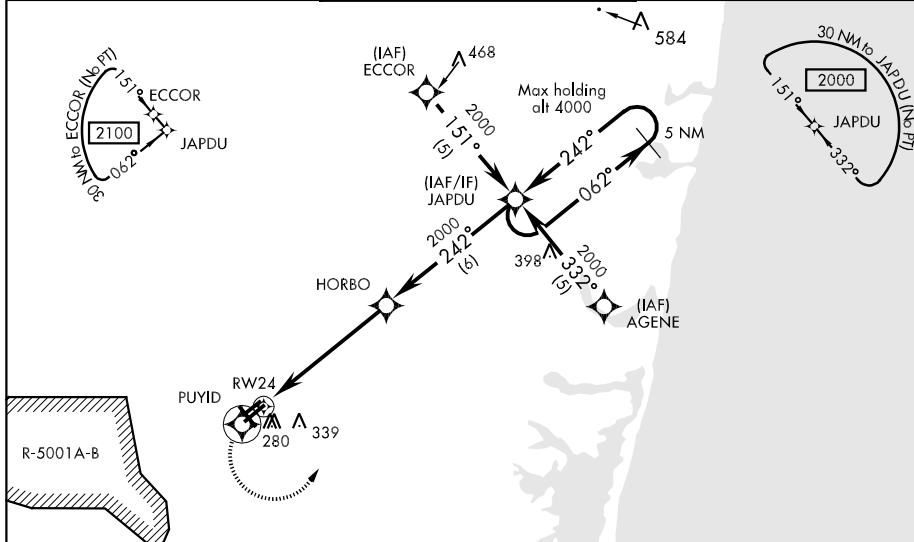 584
(IAF)
ECCOR
468
30 NM to ECCOR (No PT)
151°
ECCOR
2100
JAPDU
062°
30 NM to JAPDU (No PT)
2000
151°
JAPDU
332°
Max holding
alt 4000
5 NM
2000
151°
(5)
242°
062°
(IAF/IF)
JAPDU
2000
242°
(6)
398
2000
332°
(5)
HORBO
(IAF)
AGENE
RW24
PUYID
280
339
R-5001A-B